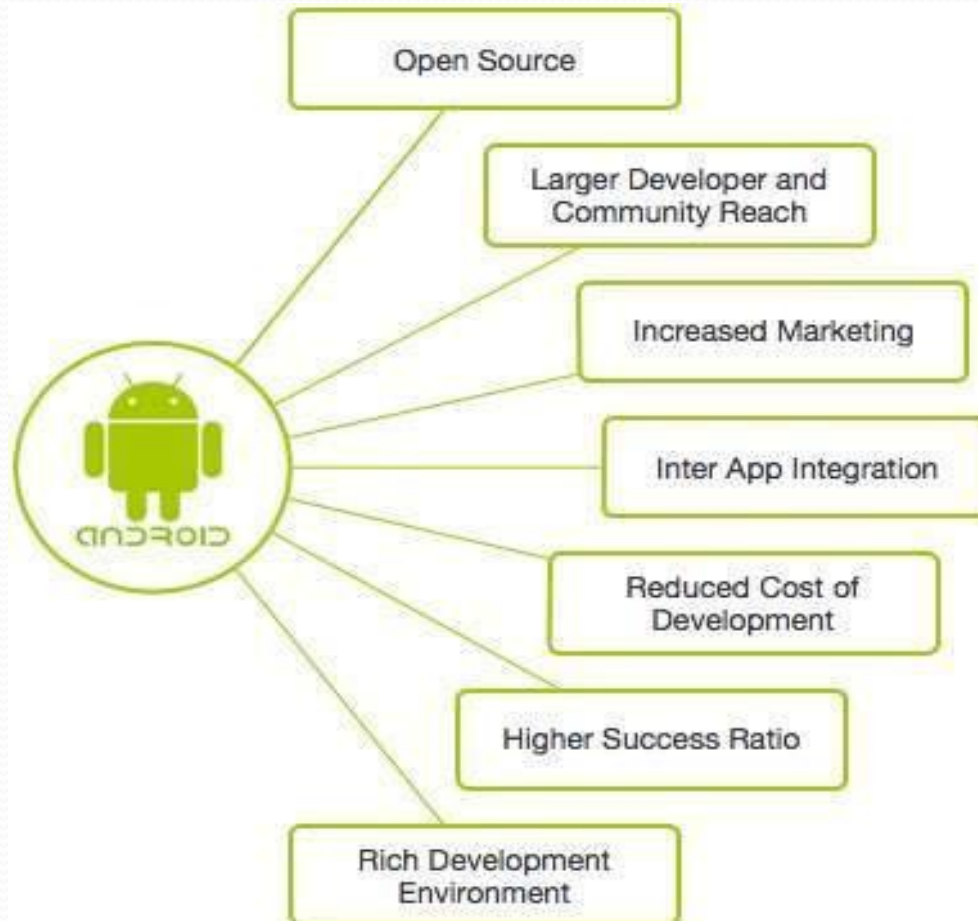 Open Source
Larger Developer and
Community Reach
Increased Marketing
Inter App Integration
ANDROID
Reduced Cost of
Development
Higher Success Ratio
Rich Development
Environment